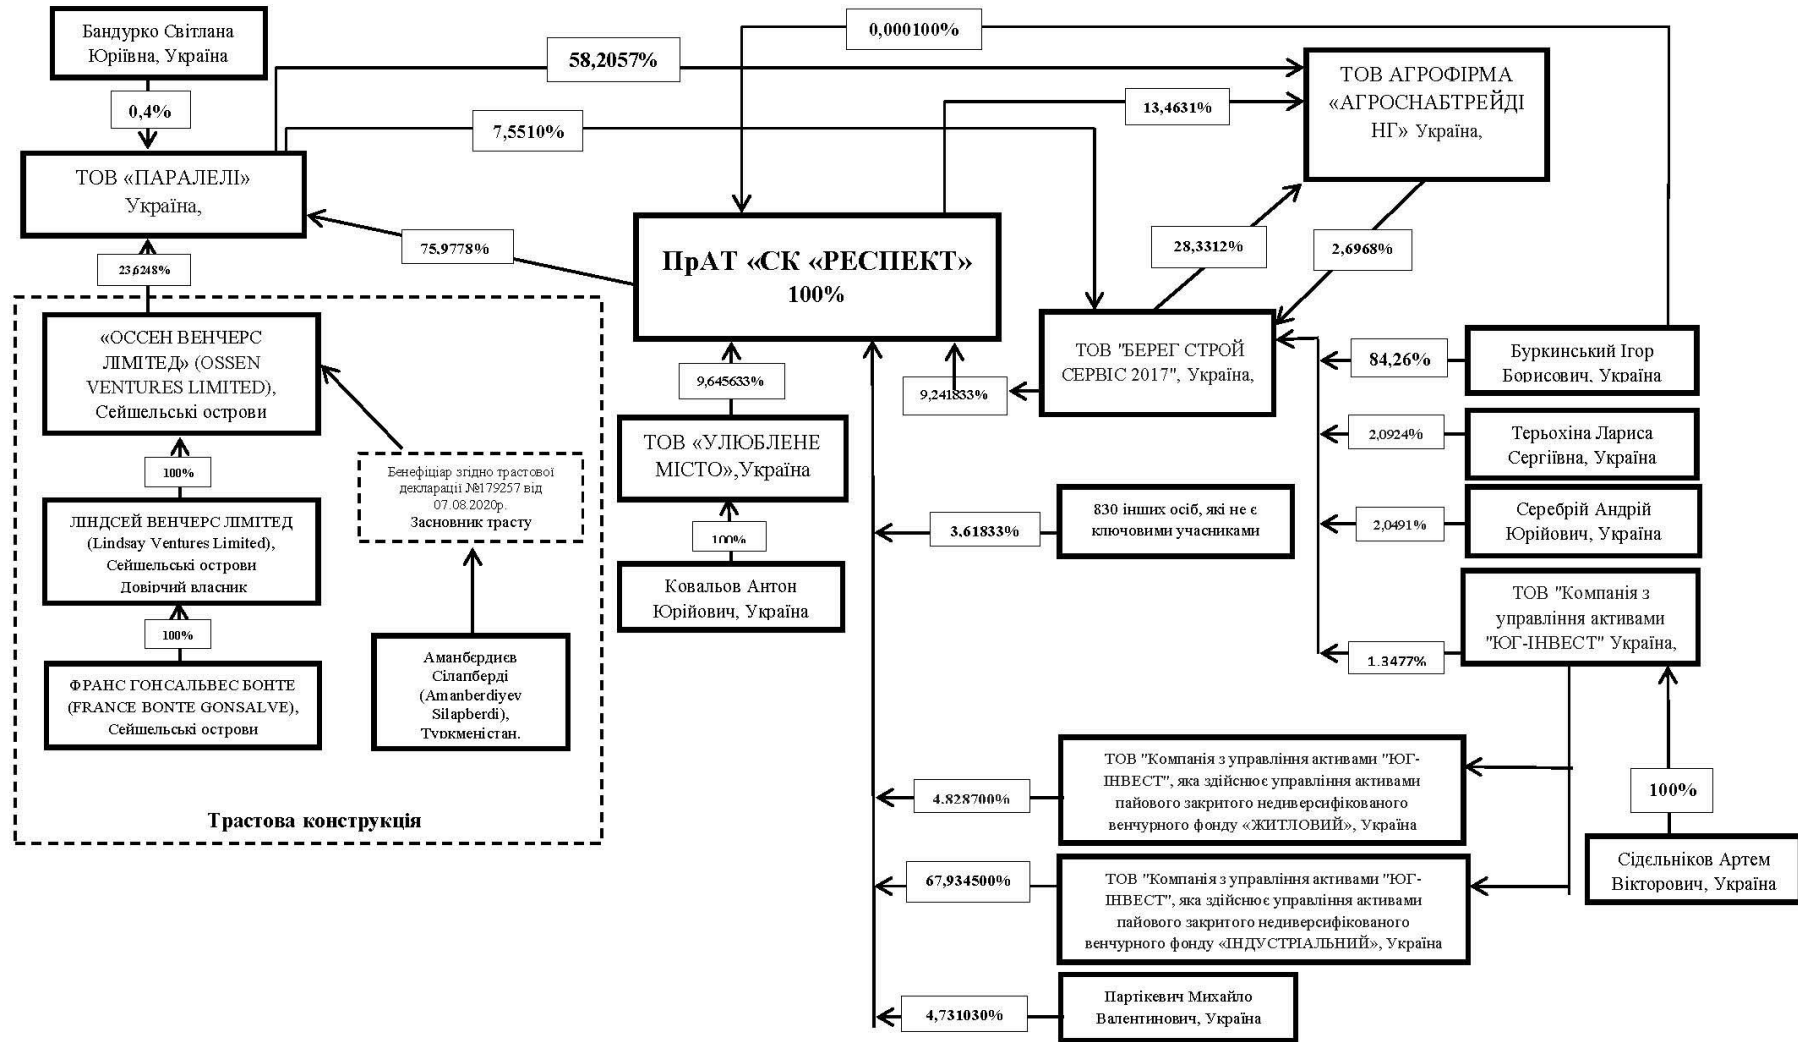 Бандурко Світлана
Юріївна, Україна
0,4%
ТОВ «ПАРАЛЕЛІ»
Україна,
58,2057%
7,5510%
0,000100%
13,4631%
ТОВ АГРОФІРМА
«АГРОСНАБТРЕЙДІ
НГ» Україна,
75,9778%
ПрАТ «СК «РЕСПЕКТ»
100%
28,3312%
2,6968%
23,6248%
«ОССЕН ВЕНЧЕРС
ЛІМІТЕД» (OSSEN
VENTURES LIMITED),
Сейшельські острови
100%
ЛІНДСЕЙ ВЕНЧЕРС ЛІМІТЕД
(Lindsay Ventures Limited),
Сейшельські острови
Довірчий власник
100%
ФРАНС ГОНСАЛЬВЕС БОНТЕ
(FRANCE BONTE GONSALVE),
Сейшельські острови
Бенефіціар згідно трастової
декларації №179257 від
07.08.2020р.
Засновник трасту
Аманбєрдиєв
Сілапберді
(Amanberdiyev
Silapberdi),
Туркменістан.
Трастова конструкція
9,645633%
ТОВ «УЛЮБЛЕНЕ
МІСТО»,Україна
100%
Ковальов Антон
Юрійович, Україна
9,241833%
ТОВ "БЕРЕГ СТРОЙ
СЕРВІС 2017", Україна,
84,26%
Буркинський Ігор
Борисович, Україна
2,0924%
Терьохіна Лариса
Сергіївна, Україна
2,0491%
Серебрій Андрій
Юрійович, Україна
1.3477%
ТОВ "Компанія з
управління активами
"ЮГ-ІНВЕСТ" Україна,
3,61833%
830 інших осіб, які не є
ключовими учасниками
4.828700%
ТОВ "Компанія з управління активами "ЮГ-
ІНВЕСТ", яка здійснює управління активами
пайового закритого недиверсифікованого
венчурного фонду «ЖИТЛОВИЙ», Україна
100%
Сідєльніков Артем
Вікторович, Україна
67,934500%
ТОВ "Компанія з управління активами "ЮГ-
ІНВЕСТ", яка здійснює управління активами
пайового закритого недиверсифікованого
венчурного фонду «ІНДУСТРІАЛЬНИЙ», Україна
4,731030%
Партікевич Михайло
Валентинович, Україна